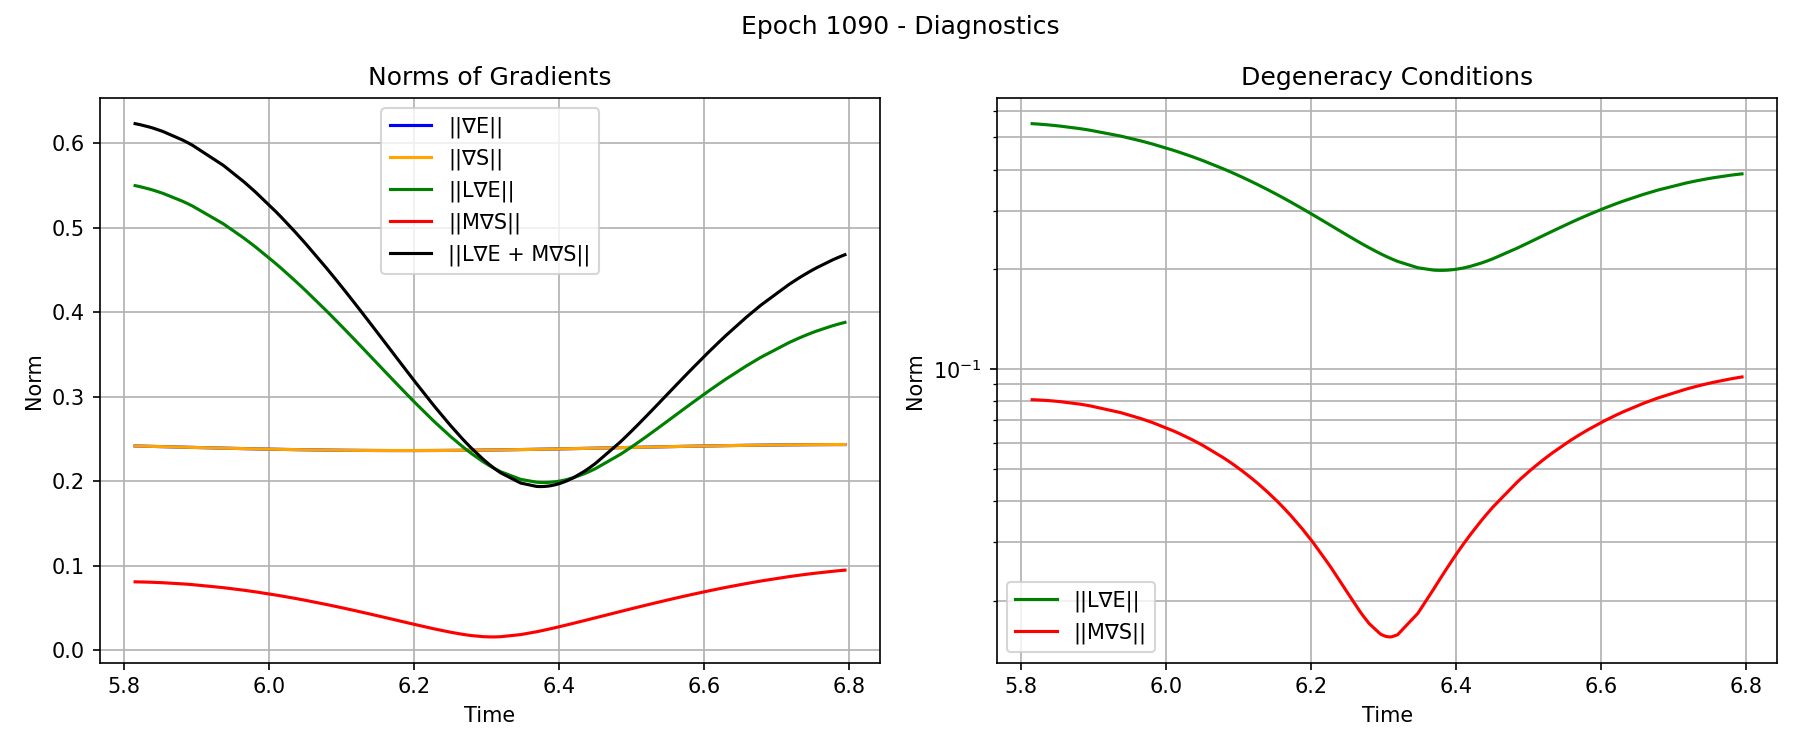 Epoch 1090 - Diagnostics
Norms of Gradients
0.6
0.5
0.4
0.3
0.2
0.1
0.0
Norm
5.8 6.0 6.2 6.4 6.6 6.8
Time
||∇E||
||∇S||
||L∇E||
||M∇S||
||L∇E + M∇S||
Degeneracy Conditions
10⁻¹
Norm
5.8 6.0 6.2 6.4 6.6 6.8
Time
||L∇E||
||M∇S||